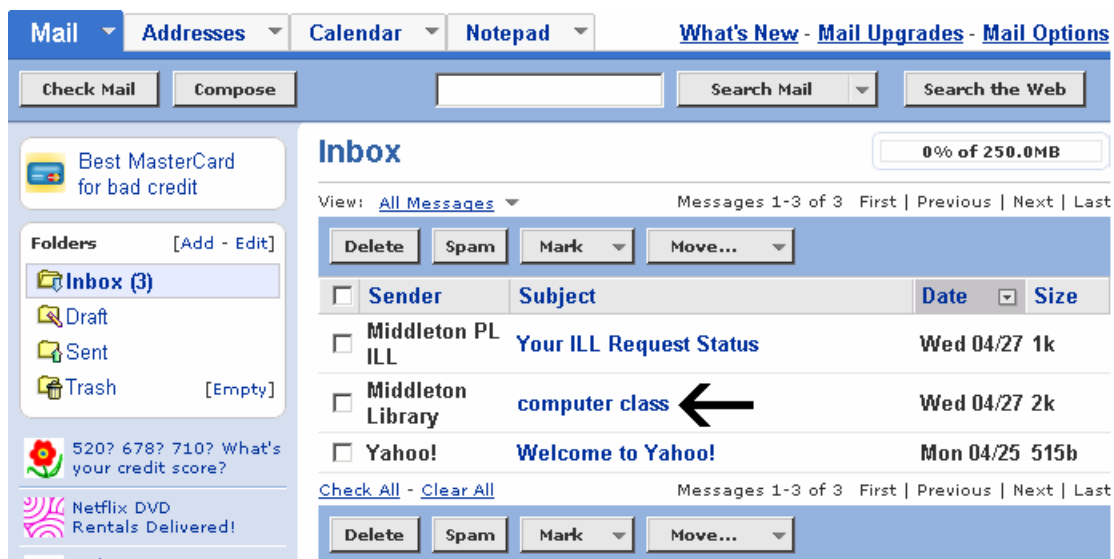 Mail Addresses Calendar Notepad What's New - Mail Upgrades - Mail Options
Check Mail Compose Search Mail Search the Web
Best MasterCard
for bad credit
Folders [Add - Edit]
Inbox (3)
Draft
Sent
Trash [Empty]
520? 678? 710? What's
your credit score?
Netflix DVD
Rentals Delivered!
Inbox 0% of 250.0MB
View: All Messages Messages 1-3 of 3 First | Previous | Next | Last
Delete Spam Mark Move...
Sender Subject Date Size
Middleton PL
ILL Your ILL Request Status Wed 04/27 1k
Middleton
Library computer class Wed 04/27 2k
Yahoo! Welcome to Yahoo! Mon 04/25 515b
Check All - Clear All Messages 1-3 of 3 First | Previous | Next | Last
Delete Spam Mark Move...